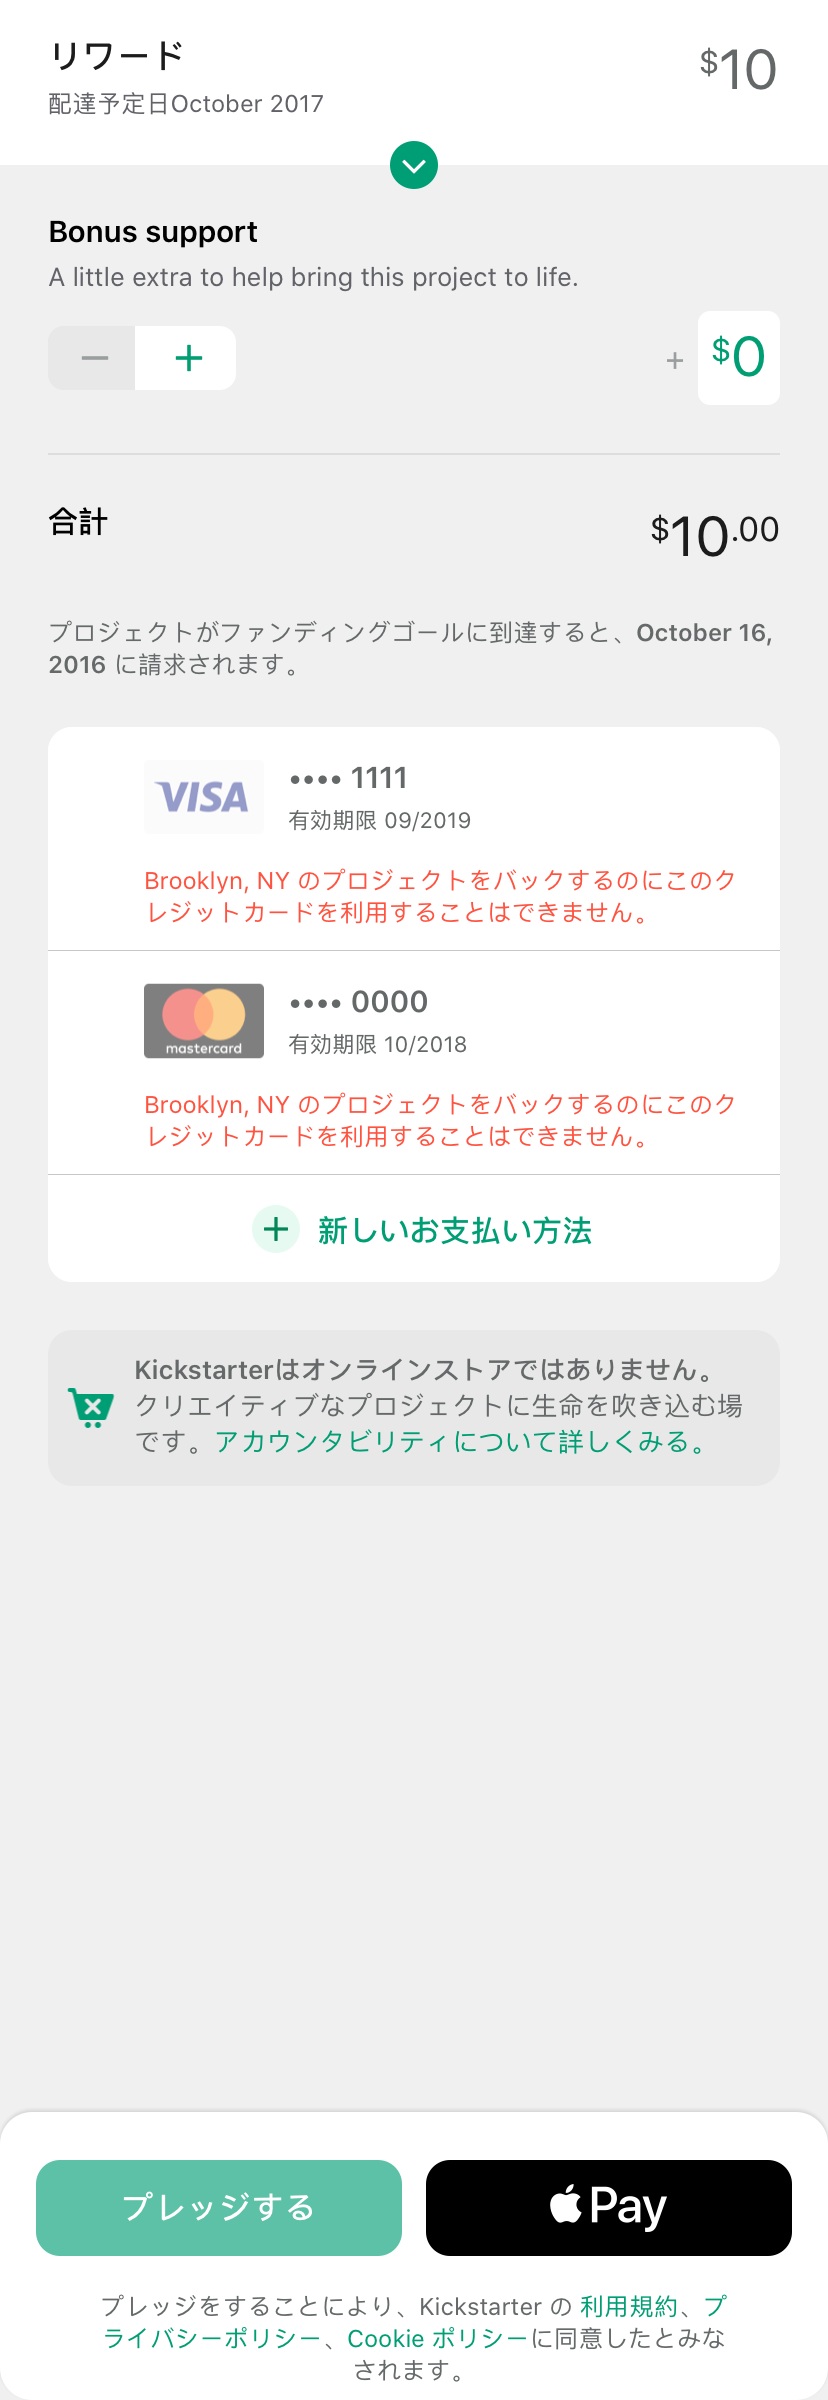 リワード
$10
配達予定日October 2017
Bonus support
A little extra to help bring this project to life.
− +
+ $0
合計
$10.00
プロジェクトがファンディングゴールに到達すると、October 16,
2016 に請求されます。
VISA
•••• 1111
有効期限 09/2019
Brooklyn, NY のプロジェクトをバックするのにこのク
レジットカードを利用することはできません。
•••• 0000
mastercard
有効期限 10/2018
Brooklyn, NY のプロジェクトをバックするのにこのク
レジットカードを利用することはできません。
+ 新しいお支払い方法
Kickstarterはオンラインストアではありません。
クリエイティブなプロジェクトに生命を吹き込む場
です。アカウンタビリティについて詳しくみる。
プレッジする
Pay
プレッジをすることにより、Kickstarter の 利用規約、プ
ライバシーポリシー、Cookie ポリシーに同意したとみな
されます。